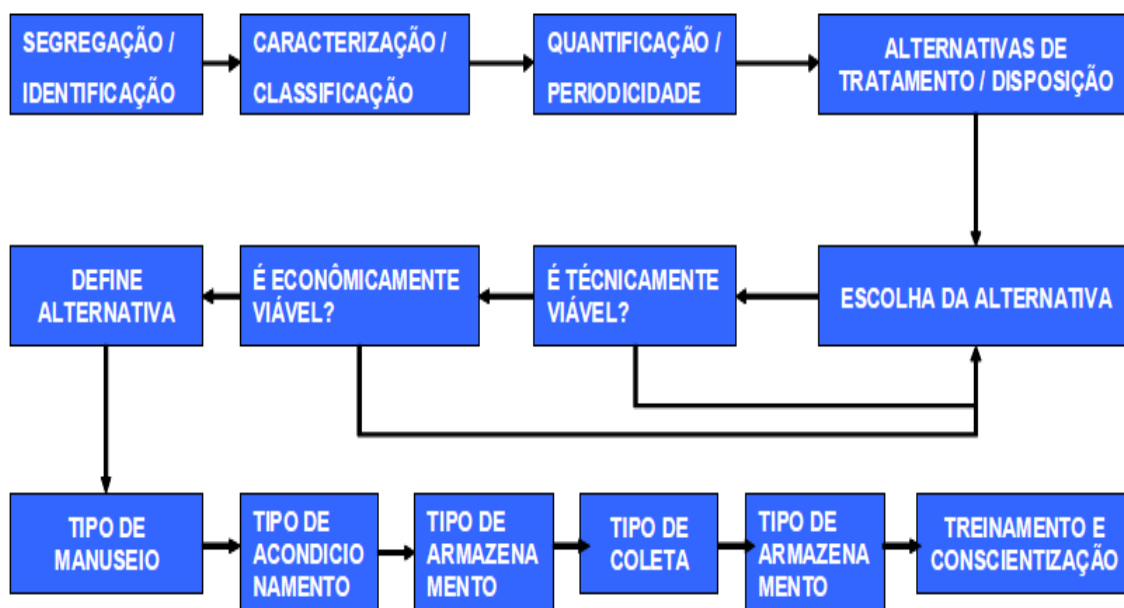 SEGREGAÇÃO /
IDENTIFICAÇÃO
CARACTERIZAÇÃO /
CLASSIFICAÇÃO
QUANTIFICAÇÃO /
PERIODICIDADE
ALTERNATIVAS DE
TRATAMENTO / DISPOSIÇÃO
DEFINE
ALTERNATIVA
É ECONÔMICAMENTE
VIÁVEL?
É TÉCNICAMENTE
VIÁVEL?
ESCOLHA DA ALTERNATIVA
TIPO DE
MANUSEIO
TIPO DE
ACONDICIO
NAMENTO
TIPO DE
ARMAZENA
MENTO
TIPO DE
COLETA
TIPO DE
ARMAZENA
MENTO
TREINAMENTO E
CONSCIENTIZAÇÃO